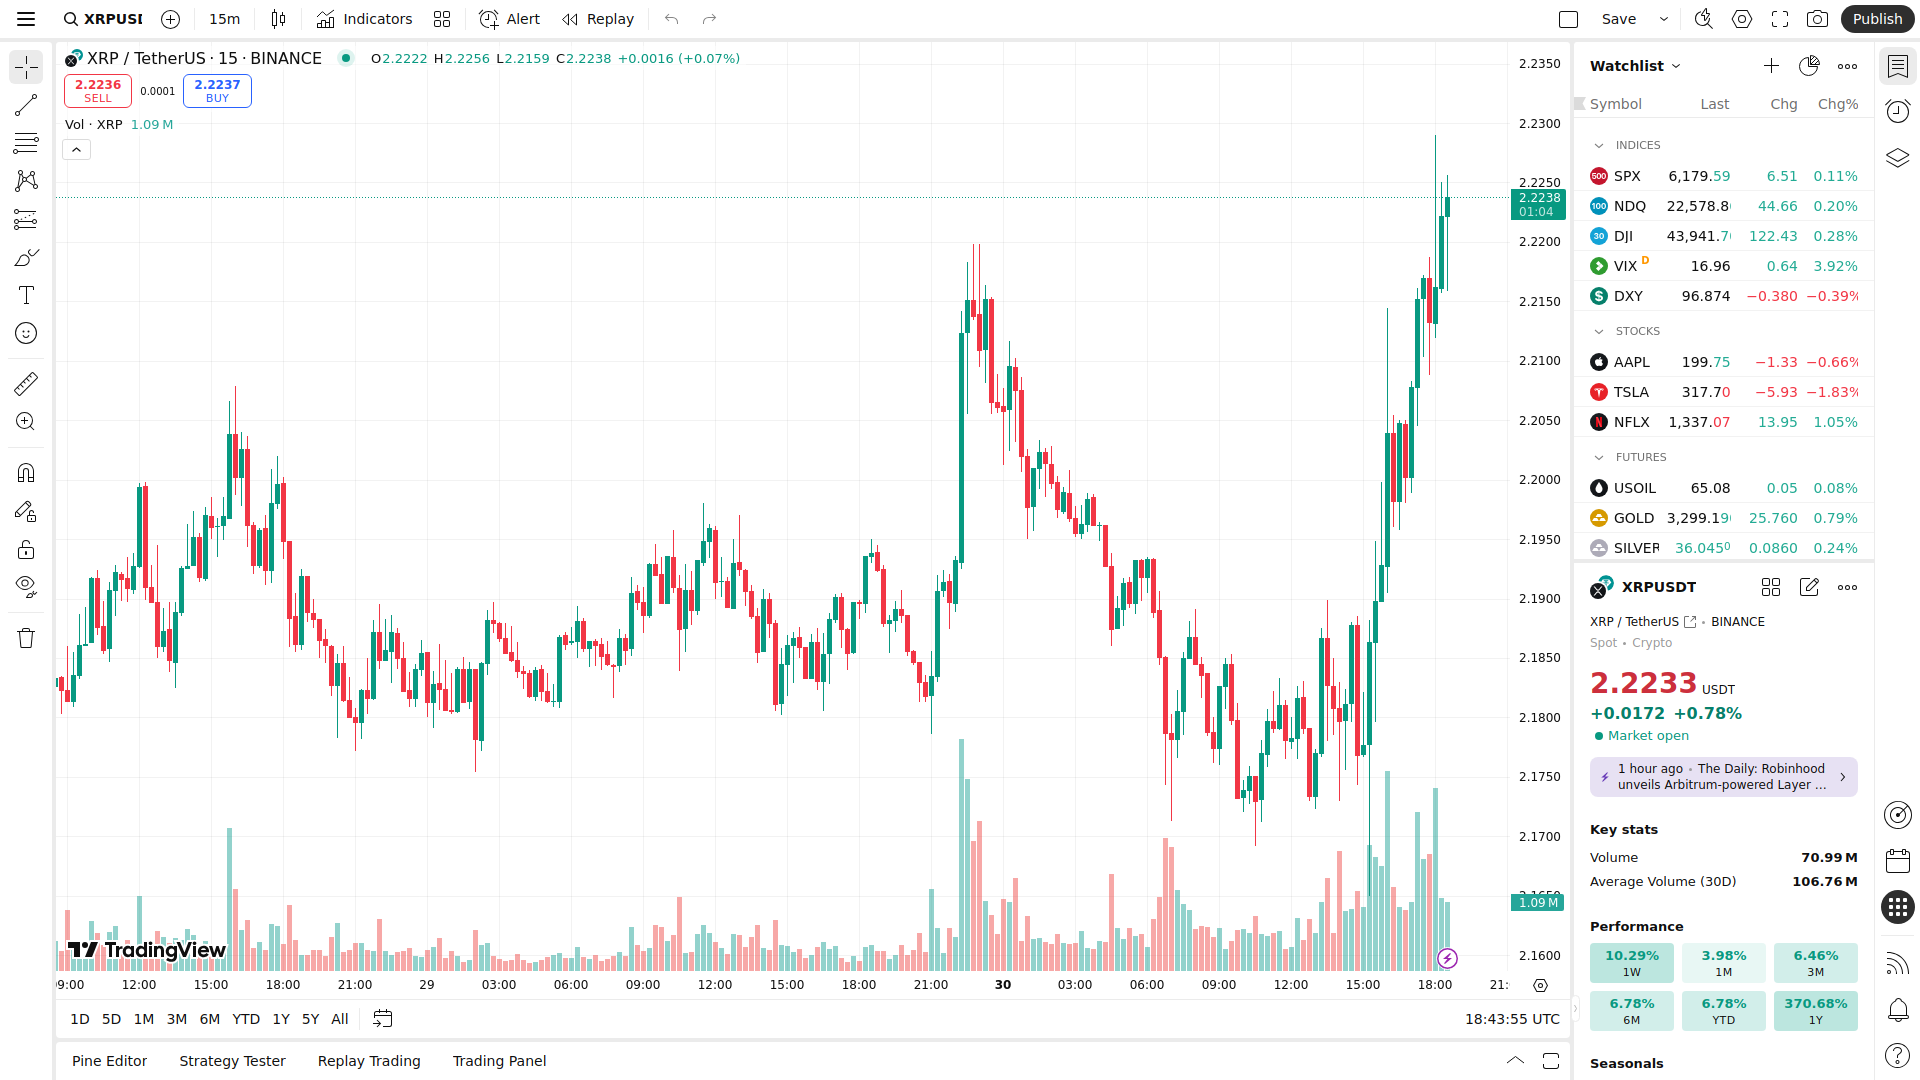 XRPUSI
15m
Indicators
Alert
Replay
Save
Publish
XRP / TetherUS · 15 · BINANCE
O2.2222 H2.2256 L2.2159 C2.2238 +0.0016 (+0.07%)
2.2236
SELL
0.0001
2.2237
BUY
Vol · XRP 1.09 M
2.2350
2.2300
2.2250
2.2238
01:04
2.2200
2.2150
2.2100
2.2050
2.2000
2.1950
2.1900
2.1850
2.1800
2.1750
2.1700
2.1650
1.09 M
2.1600
TradingView
09:00 12:00 15:00 18:00 21:00 29 03:00 06:00 09:00 12:00 15:00 18:00 21:00 30 03:00 06:00 09:00 12:00 15:00 18:00 21:
1D 5D 1M 3M 6M YTD 1Y 5Y All
18:43:55 UTC
Pine Editor
Strategy Tester
Replay Trading
Trading Panel
Watchlist
Symbol Last Chg Chg%
INDICES
500 SPX 6,179.59 6.51 0.11%
100 NDQ 22,578.8 44.66 0.20%
30 DJI 43,941.7 122.43 0.28%
VIX D 16.96 0.64 3.92%
$ DXY 96.874 −0.380 −0.39%
STOCKS
AAPL 199.75 −1.33 −0.66%
TSLA 317.70 −5.93 −1.83%
N NFLX 1,337.07 13.95 1.05%
FUTURES
USOIL 65.08 0.05 0.08%
GOLD 3,299.19 25.760 0.79%
SILVER 36.0450 0.0860 0.24%
XRPUSDT
XRP / TetherUS • BINANCE
Spot • Crypto
2.2233 USDT
+0.0172 +0.78%
Market open
1 hour ago • The Daily: Robinhood
unveils Arbitrum-powered Layer ...
Key stats
Volume 70.99 M
Average Volume (30D) 106.76 M
Performance
10.29%
1W
3.98%
1M
6.46%
3M
6.78%
6M
6.78%
YTD
370.68%
1Y
Seasonals